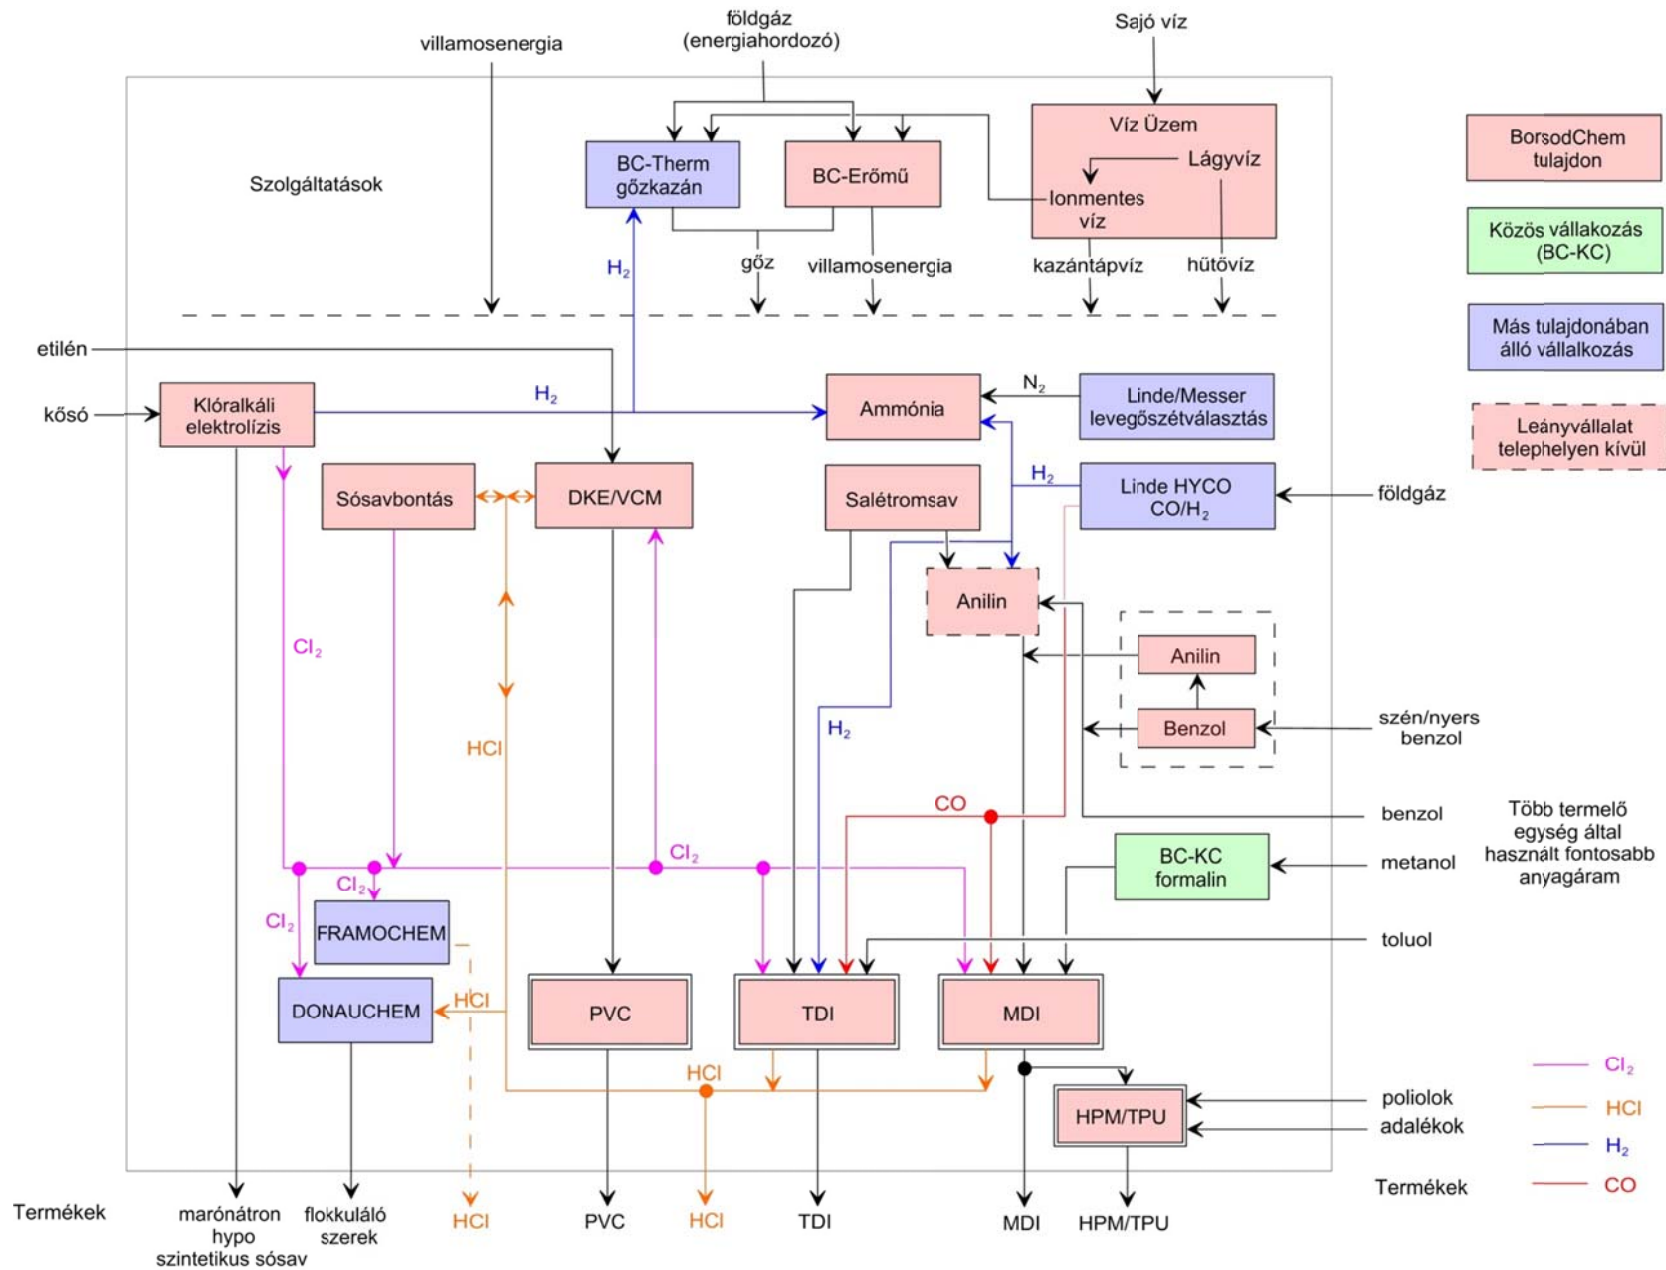 földgáz
(energiahordozó)
Sajó víz
villamosenergia
Víz Üzem
Lágyvíz
Ionmentes
víz
BC-Therm
gőzkazán
BC-Erőmű
Szolgáltatások
H₂
gőz
villamosenergia
kazántápvíz
hűtővíz
BorsodChem
tulajdon
Közös vállakozás
(BC-KC)
Más tulajdonában
álló vállalkozás
Leányvállalat
telephelyen kívül
etilén
kősó
Klóralkáli
elektrolízis
H₂
Ammónia
N₂
Linde/Messer
levegőszétválasztás
Sósavbontás
DKE/VCM
Salétromsav
H₂
Linde HYCO
CO/H₂
földgáz
Anilin
Cl₂
Anilin
Benzol
szén/nyers
benzol
HCl
H₂
CO
benzol
Több termelő
egység által
használt fontosabb
anyagáram
Cl₂
BC-KC
formalin
metanol
Cl₂
Cl₂
FRAMOCHEM
toluol
HCl
DONAUCHEM
PVC
TDI
MDI
HCl
HPM/TPU
poliolok
adalékok
Cl₂
HCl
H₂
CO
Termékek
Termékek
marónátron
hypo
szintetikus sósav
flokkuláló
szerek
HCl
PVC
HCl
TDI
MDI
HPM/TPU